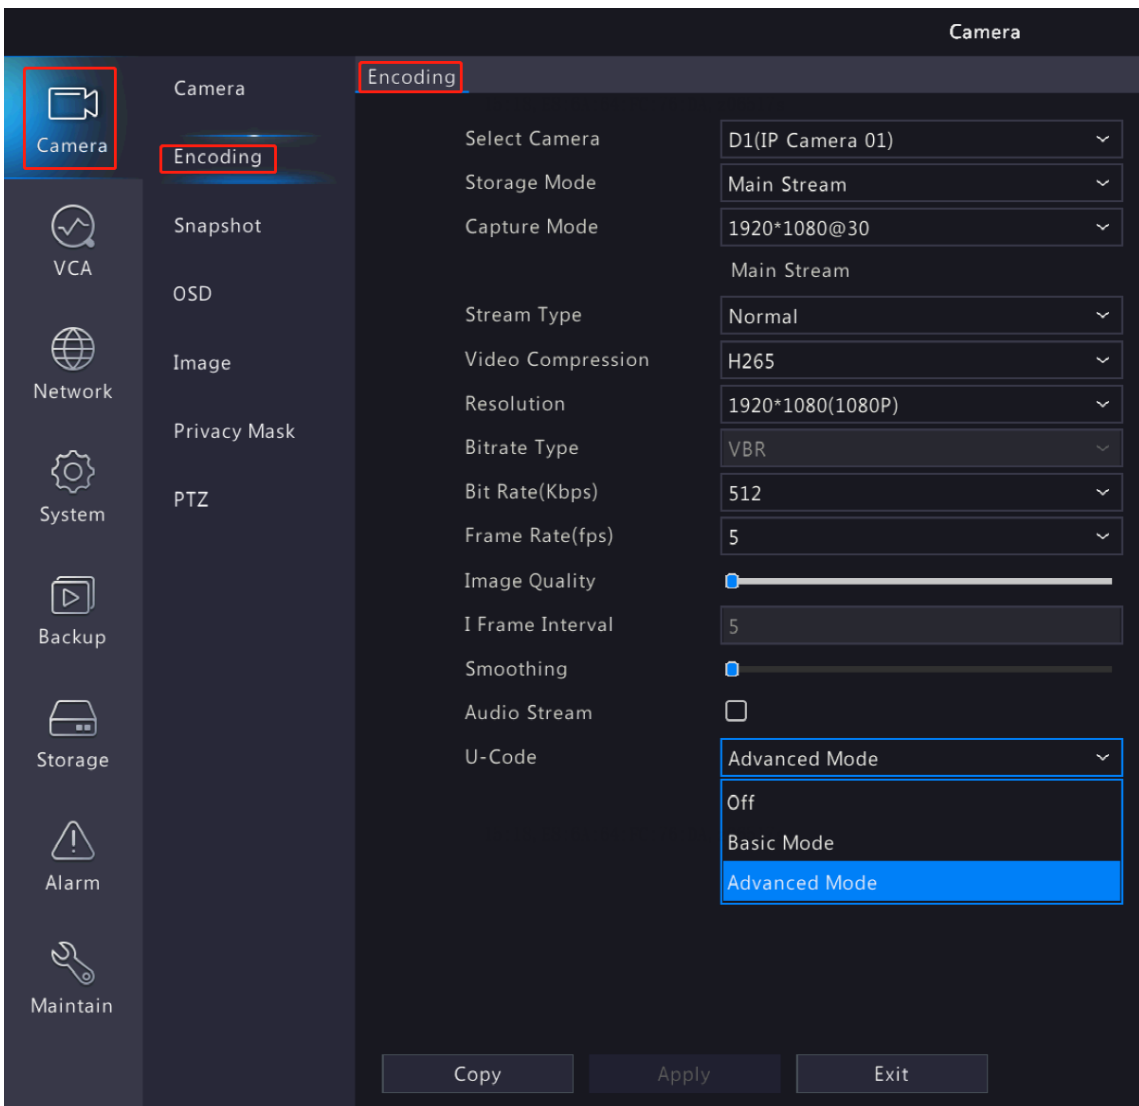 Camera
Camera
VCA
Network
System
Backup
Storage
Alarm
Maintain
Camera
Encoding
Snapshot
OSD
Image
Privacy Mask
PTZ
Encoding
Select Camera D1(IP Camera 01)
Storage Mode Main Stream
Capture Mode 1920*1080@30
Main Stream
Stream Type Normal
Video Compression H265
Resolution 1920*1080(1080P)
Bitrate Type VBR
Bit Rate(Kbps) 512
Frame Rate(fps) 5
Image Quality
I Frame Interval 5
Smoothing
Audio Stream
U-Code Advanced Mode
Off
Basic Mode
Advanced Mode
Copy Apply Exit